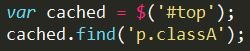 var cached = $('#top');
cached.find('p.classA');